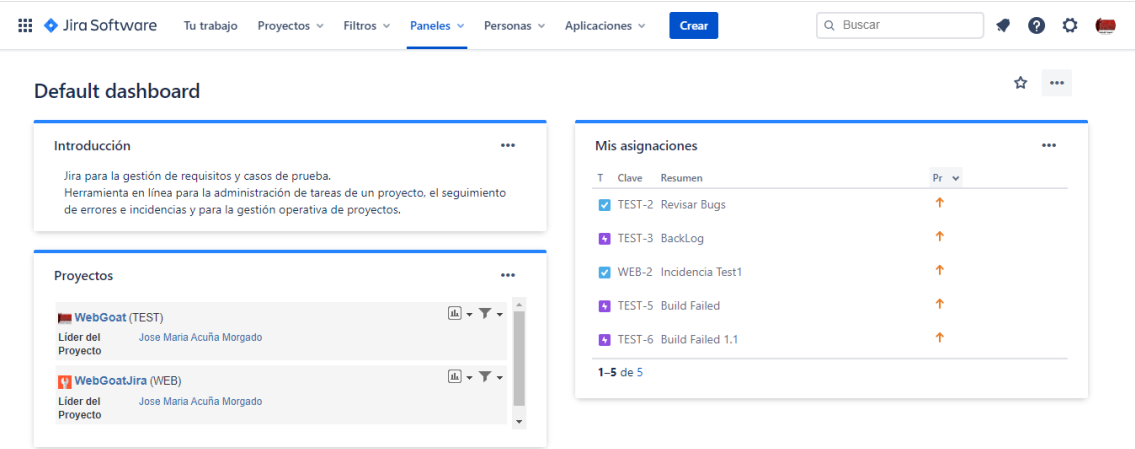 Jira Software Tu trabajo Proyectos Filtros Paneles Personas Aplicaciones Crear Buscar
Default dashboard
Introducción
Jira para la gestión de requisitos y casos de prueba.
Herramienta en línea para la administración de tareas de un proyecto, el seguimiento
de errores e incidencias y para la gestión operativa de proyectos.
Proyectos
WebGoat (TEST)
Líder del Jose Maria Acuña Morgado
Proyecto
WebGoatJira (WEB)
Líder del Jose Maria Acuña Morgado
Proyecto
Mis asignaciones
T Clave Resumen Pr
TEST-2 Revisar Bugs
TEST-3 BackLog
WEB-2 Incidencia Test1
TEST-5 Build Failed
TEST-6 Build Failed 1.1
1–5 de 5